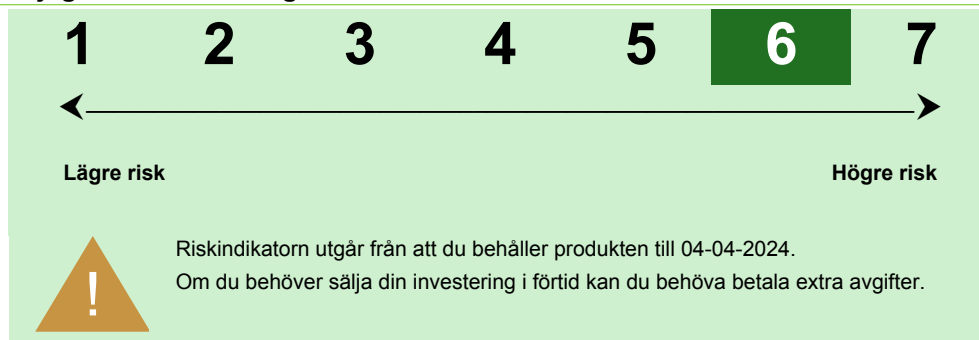 1 2 3 4 5 6 7
Lägre risk Högre risk
Riskindikatorn utgår från att du behåller produkten till 04-04-2024.
! Om du behöver sälja din investering i förtid kan du behöva betala extra avgifter.